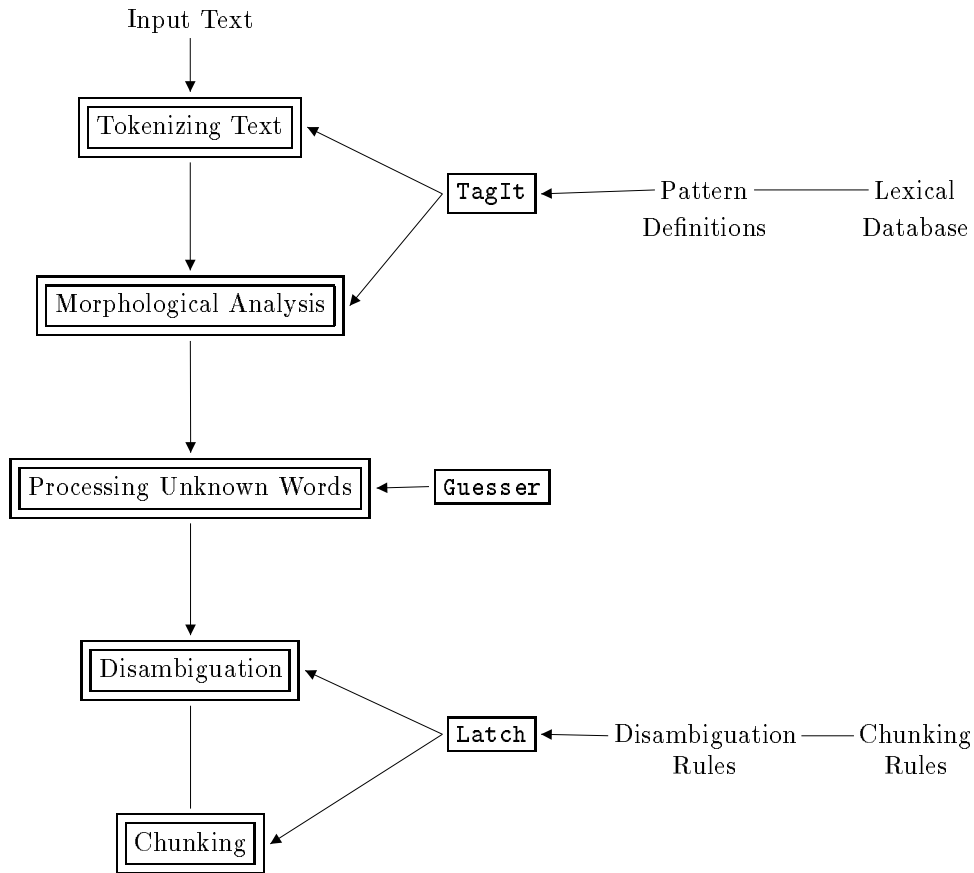 Input Text
Tokenizing Text
TagIt
Pattern
Definitions
Lexical
Database
Morphological Analysis
Processing Unknown Words
Guesser
Disambiguation
Latch
Disambiguation
Rules
Chunking
Rules
Chunking